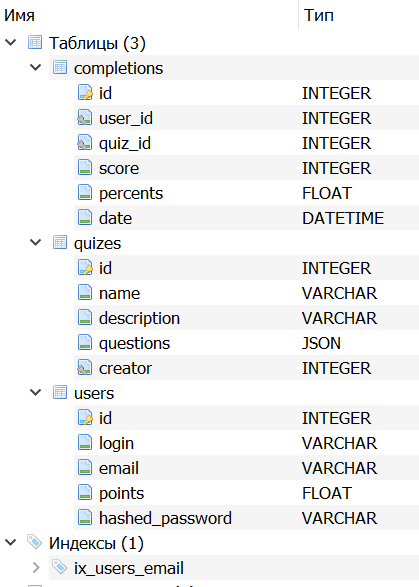 Имя Тип
Таблицы (3)
completions
id INTEGER
user_id INTEGER
quiz_id INTEGER
score INTEGER
percents FLOAT
date DATETIME
quizes
id INTEGER
name VARCHAR
description VARCHAR
questions JSON
creator INTEGER
users
id INTEGER
login VARCHAR
email VARCHAR
points FLOAT
hashed_password VARCHAR
Индексы (1)
ix_users_email